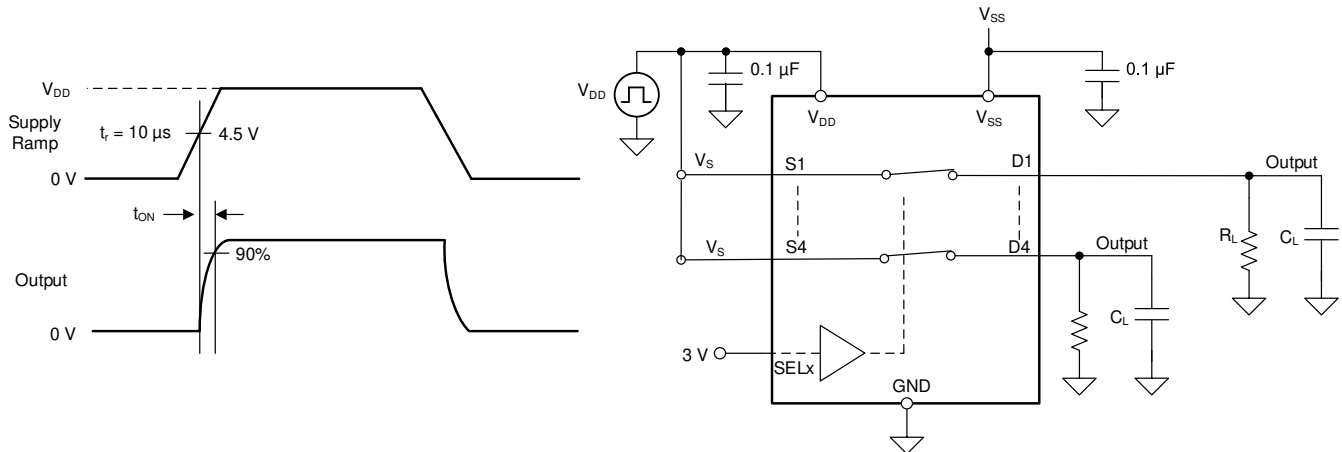 V_DD
Supply
Ramp
t_r = 10 µs
4.5 V
0 V
t_ON
90%
Output
0 V
V_SS
V_DD
0.1 µF
0.1 µF
V_DD
V_SS
V_S
S1
D1
Output
V_S
S4
D4
Output
R_L
C_L
C_L
3 V
SELx
GND